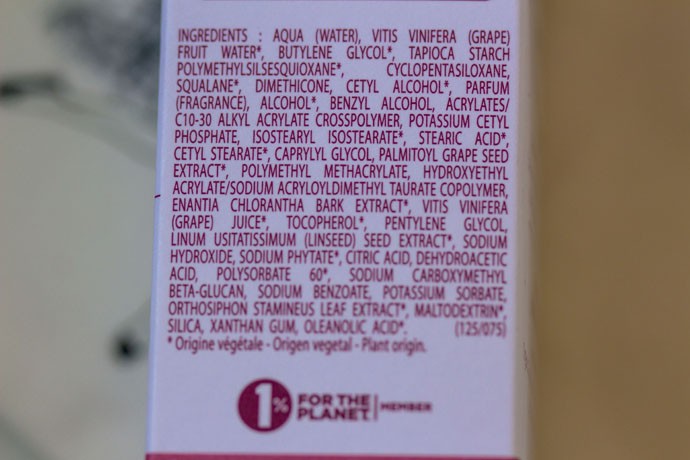 INGREDIENTS : AQUA (WATER), VITIS VINIFERA (GRAPE)
FRUIT WATER*, BUTYLENE GLYCOL*, TAPIOCA STARCH
POLYMETHYLSILSESQUIOXANE*, CYCLOPENTASILOXANE,
SQUALANE*, DIMETHICONE, CETYL ALCOHOL*, PARFUM
(FRAGRANCE), ALCOHOL*, BENZYL ALCOHOL, ACRYLATES/
C10-30 ALKYL ACRYLATE CROSSPOLYMER, POTASSIUM CETYL
PHOSPHATE, ISOSTEARYL ISOSTEARATE*, STEARIC ACID*,
CETYL STEARATE*, CAPRYLYL GLYCOL, PALMITOYL GRAPE SEED
EXTRACT*, POLYMETHYL METHACRYLATE, HYDROXYETHYL
ACRYLATE/SODIUM ACRYLOYLDIMETHYL TAURATE COPOLYMER,
ENANTIA CHLORANTHA BARK EXTRACT*, VITIS VINIFERA
(GRAPE) JUICE*, TOCOPHEROL*, PENTYLENE GLYCOL,
LINUM USITATISSIMUM (LINSEED) SEED EXTRACT*, SODIUM
HYDROXIDE, SODIUM PHYTATE*, CITRIC ACID, DEHYDROACETIC
ACID, POLYSORBATE 60*, SODIUM CARBOXYMETHYL
BETA-GLUCAN, SODIUM BENZOATE, POTASSIUM SORBATE,
ORTHOSIPHON STAMINEUS LEAF EXTRACT*, MALTODEXTRIN*,
SILICA, XANTHAN GUM, OLEANOLIC ACID*. (125/075)
* Origine végétale - Origen vegetal - Plant origin.
1% FOR THE
PLANET. MEMBER